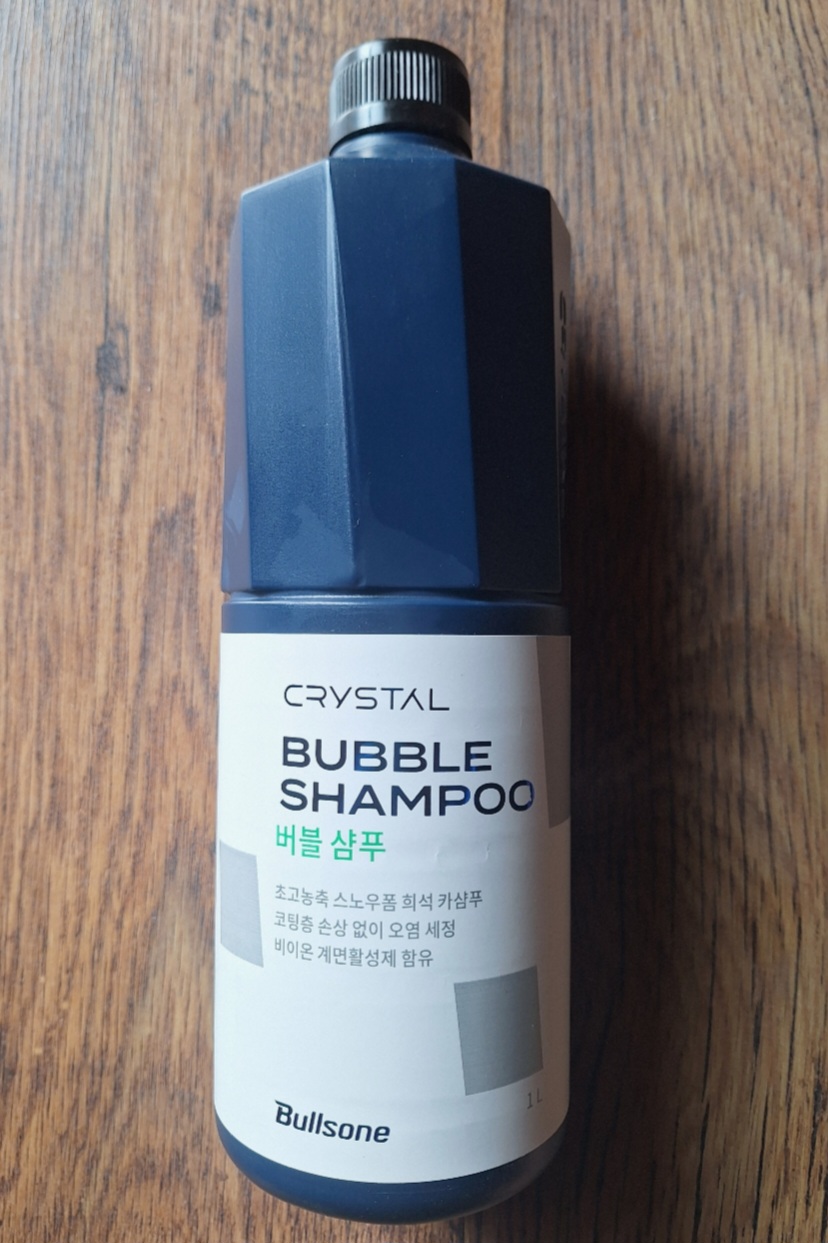 CRYSTAL
BUBBLE
SHAMPOO
버블 샴푸
초고농축 스노우폼 희석 카샴푸
코팅층 손상 없이 오염 세정
비이온 계면활성제 함유
1 L
Bullsone